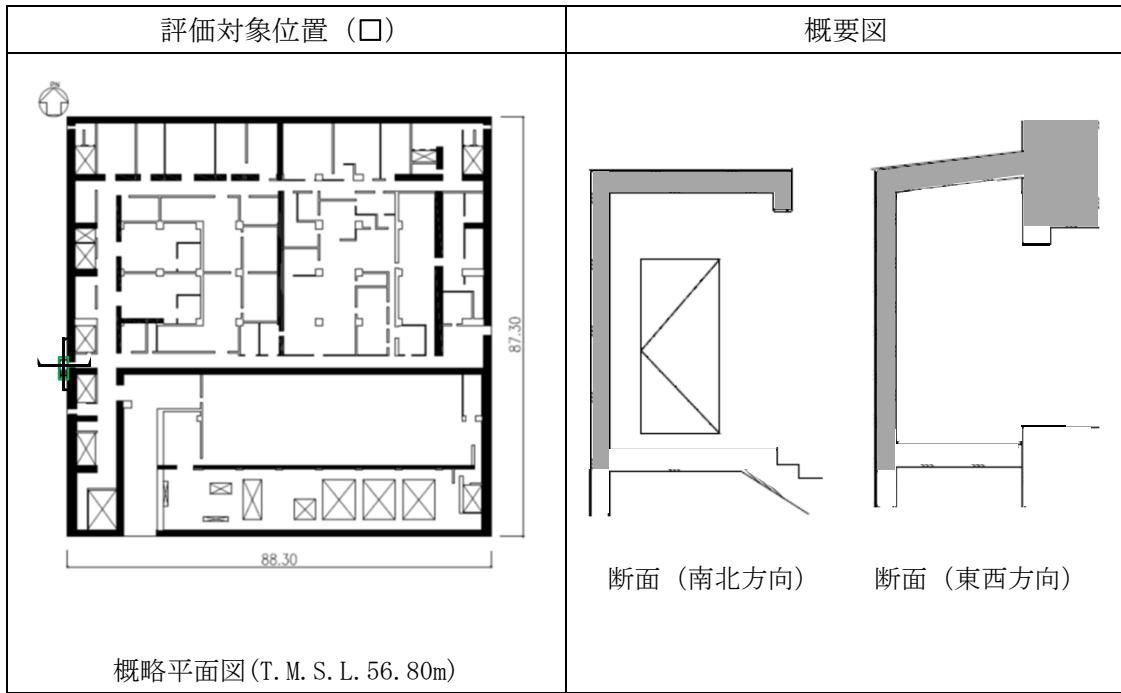 評価対象位置（□）
概要図
PN
87.30
88.30
断面（南北方向）
断面（東西方向）
概略平面図(T.M.S.L.56.80m)